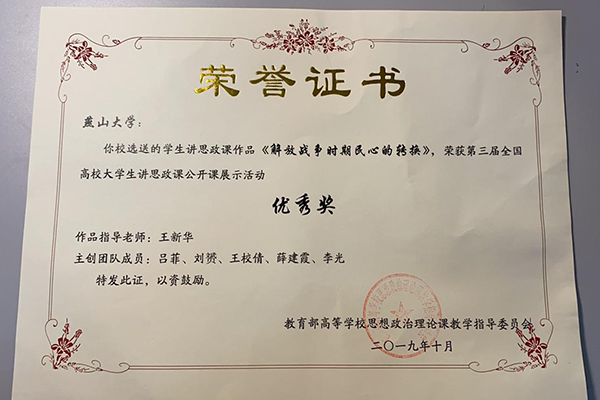 荣誉证书
燕山大学：
你校选送的学生讲思政课作品《解放战争时期民心的转换》，荣获第三届全国
高校大学生讲思政课公开课展示活动
优秀奖
作品指导老师：王新华
主创团队成员：吕菲、刘赟、王校倩、薛建霞、李光
特发此证，以资鼓励。
教育部高等学校思想政治理论课教学指导委员会
二〇一九年十月